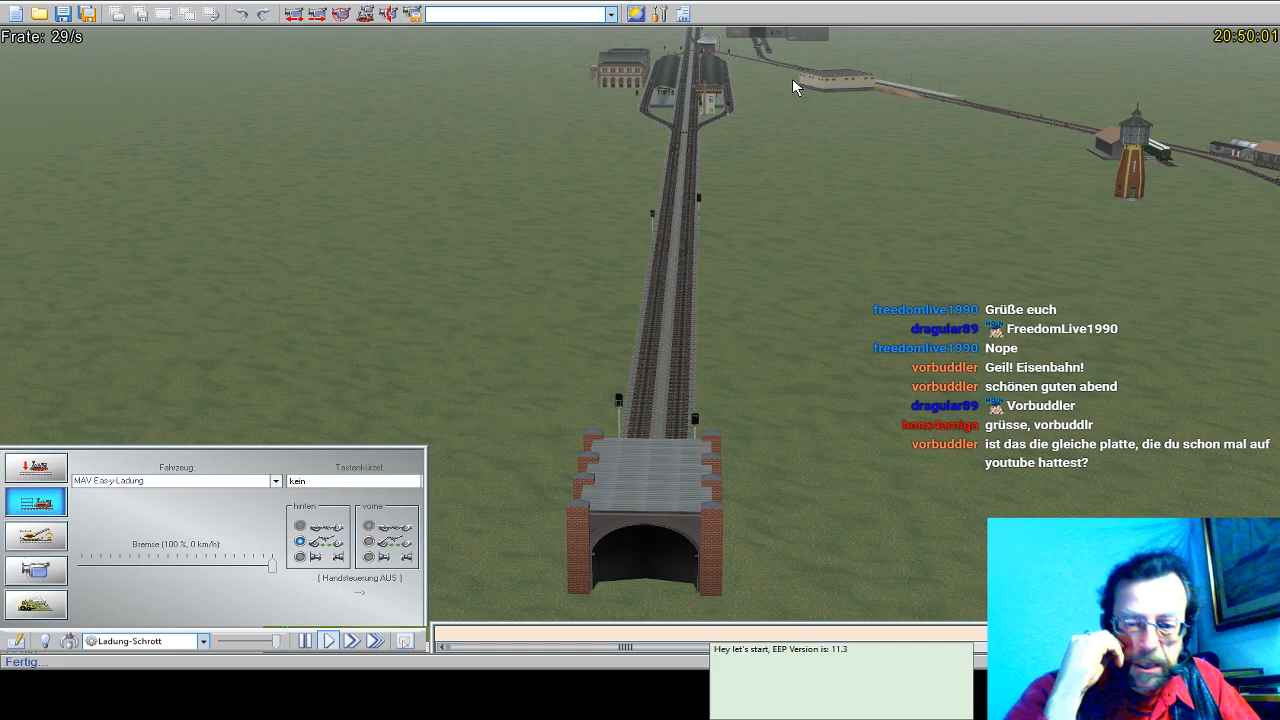 Frate: 29/s
20:50:01
freedomlive1990 Grüße euch
dragular89 FreedomLive1990
freedomlive1990 Nope
vorbuddler Geil! Eisenbahn!
vorbuddler schönen guten abend
dragular89 Vorbuddler
grüsse, vorbuddlr
vorbuddler ist das die gleiche platte, die du schon mal auf
youtube hattest?
Fahrzeug:
Tastenkürzel:
MAV Eas-y-Ladung
kein
hinten
vorne
Bremse (100 %, 0 km/h)
[ Handsteuerung AUS ]
--->
Ladung-Schrott
Hey let's start, EEP Version is: 11.3
Fertig...